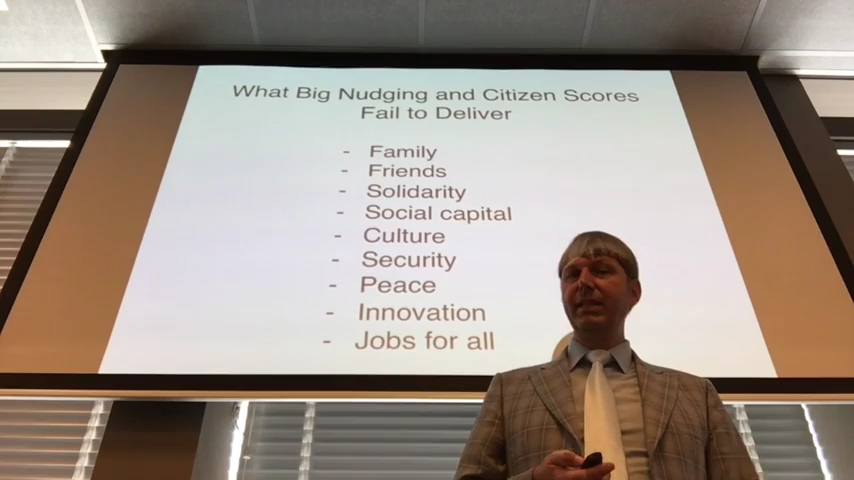 What Big Nudging and Citizen Scores
Fail to Deliver
- Family
- Friends
- Solidarity
- Social capital
- Culture
- Security
- Peace
- Innovation
- Jobs for all